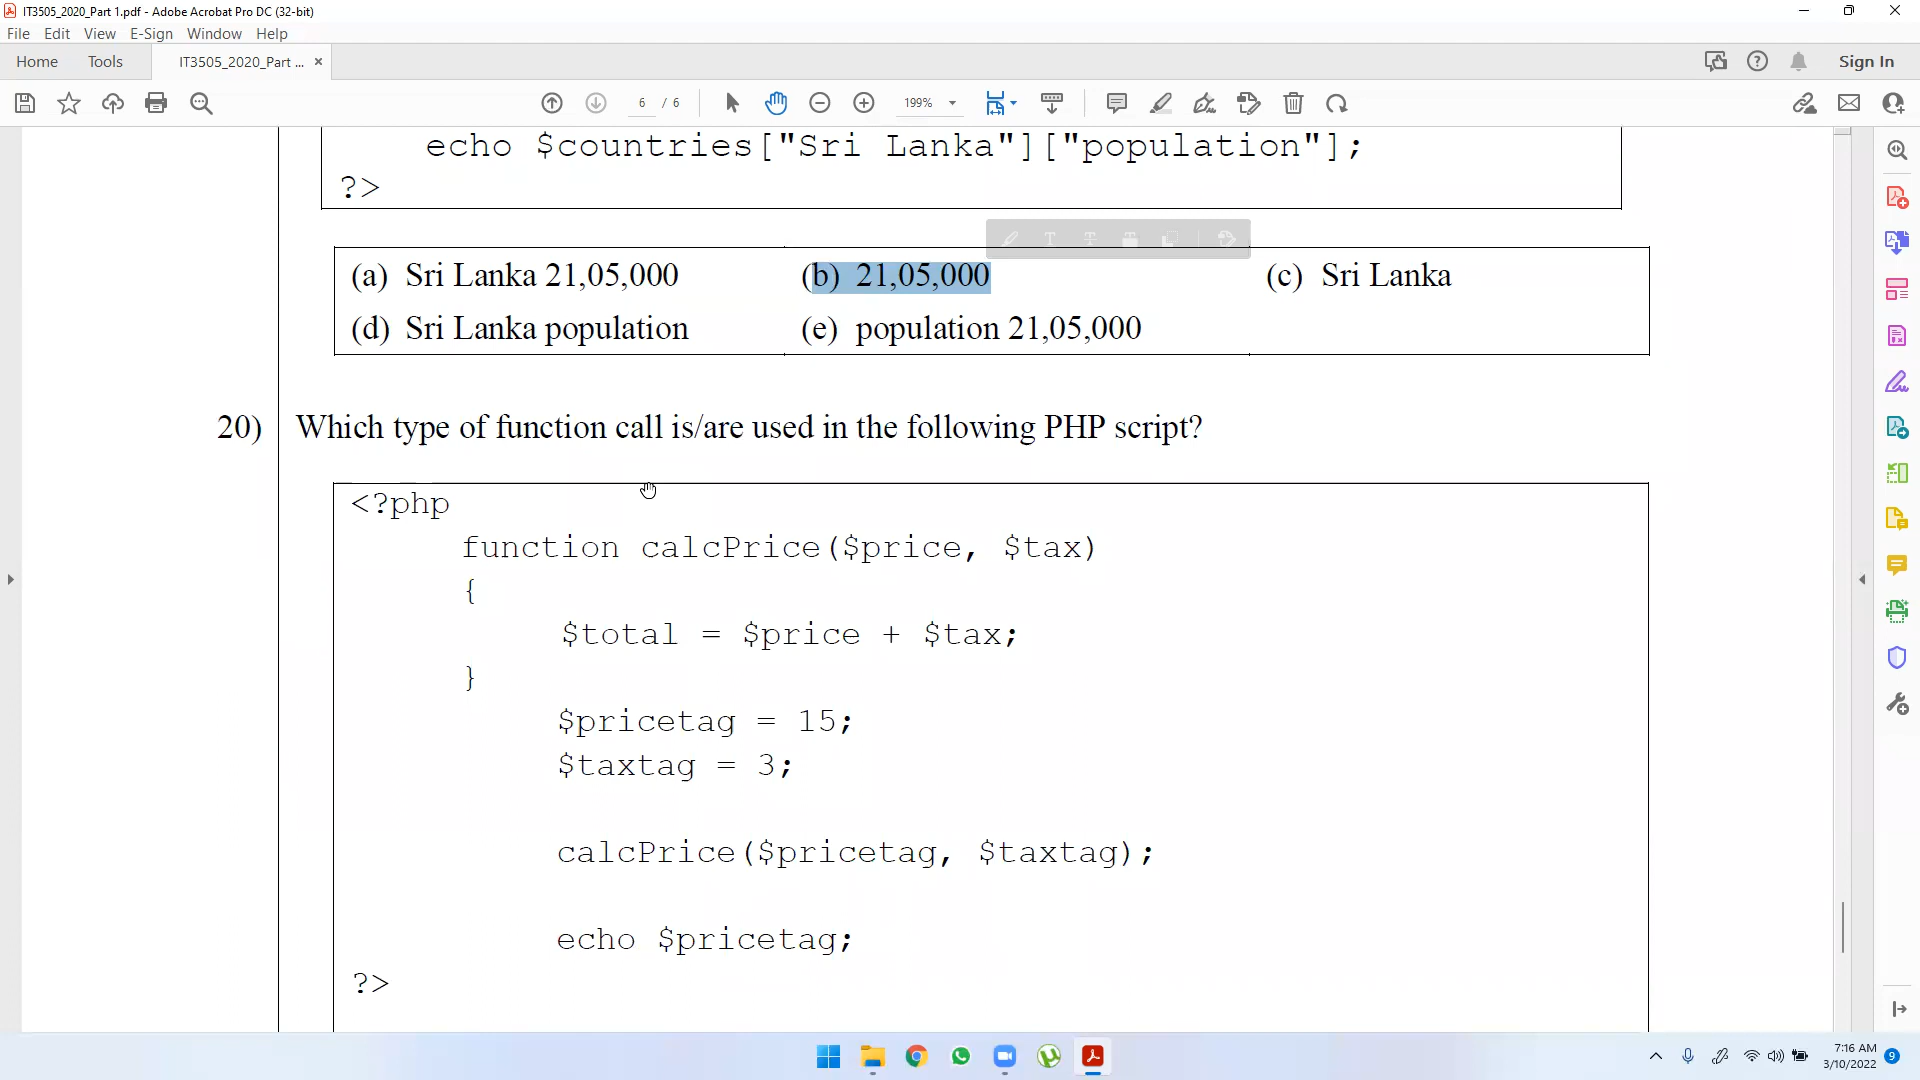 IT3505_2020_Part 1.pdf - Adobe Acrobat Pro DC (32-bit)
File Edit View E-Sign Window Help
Home Tools IT3505_2020_Part ... × Sign In
6 / 6 199%
echo $countries["Sri Lanka"]["population"];
?>
(a) Sri Lanka 21,05,000 (b) 21,05,000 (c) Sri Lanka
(d) Sri Lanka population (e) population 21,05,000
20) Which type of function call is/are used in the following PHP script?
<?php
function calcPrice($price, $tax)
{
$total = $price + $tax;
}
$pricetag = 15;
$taxtag = 3;
calcPrice($pricetag, $taxtag);
echo $pricetag;
?>
7:16 AM
3/10/2022 9